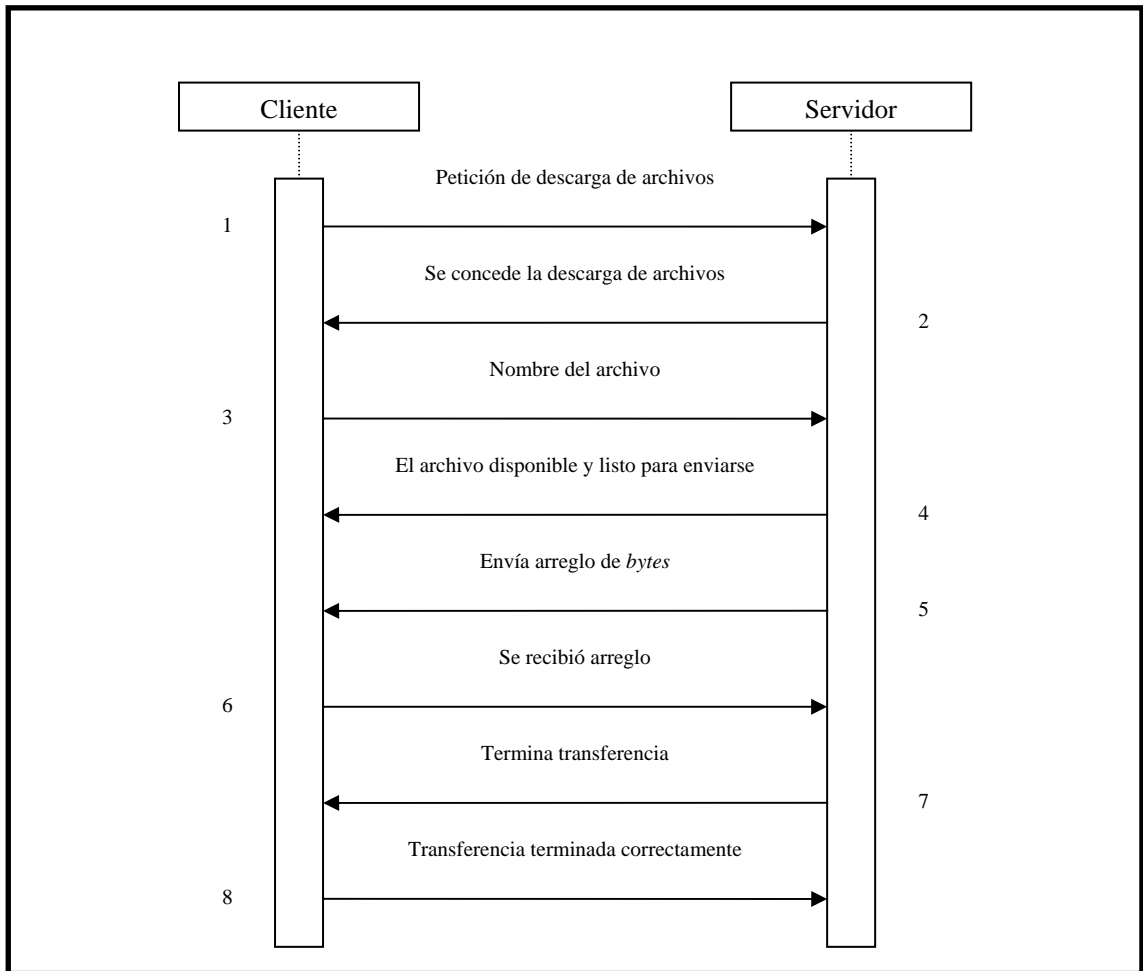 Cliente
Servidor
Petición de descarga de archivos
1
Se concede la descarga de archivos
2
Nombre del archivo
3
El archivo disponible y listo para enviarse
4
Envía arreglo de bytes
5
Se recibió arreglo
6
Termina transferencia
7
Transferencia terminada correctamente
8